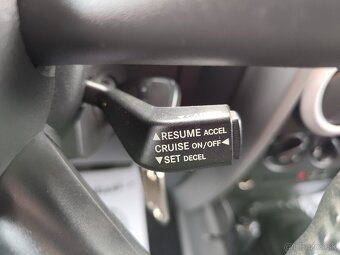 ▲RESUME ACCEL
CRUISE ON/OFF◀
▼SET DECEL